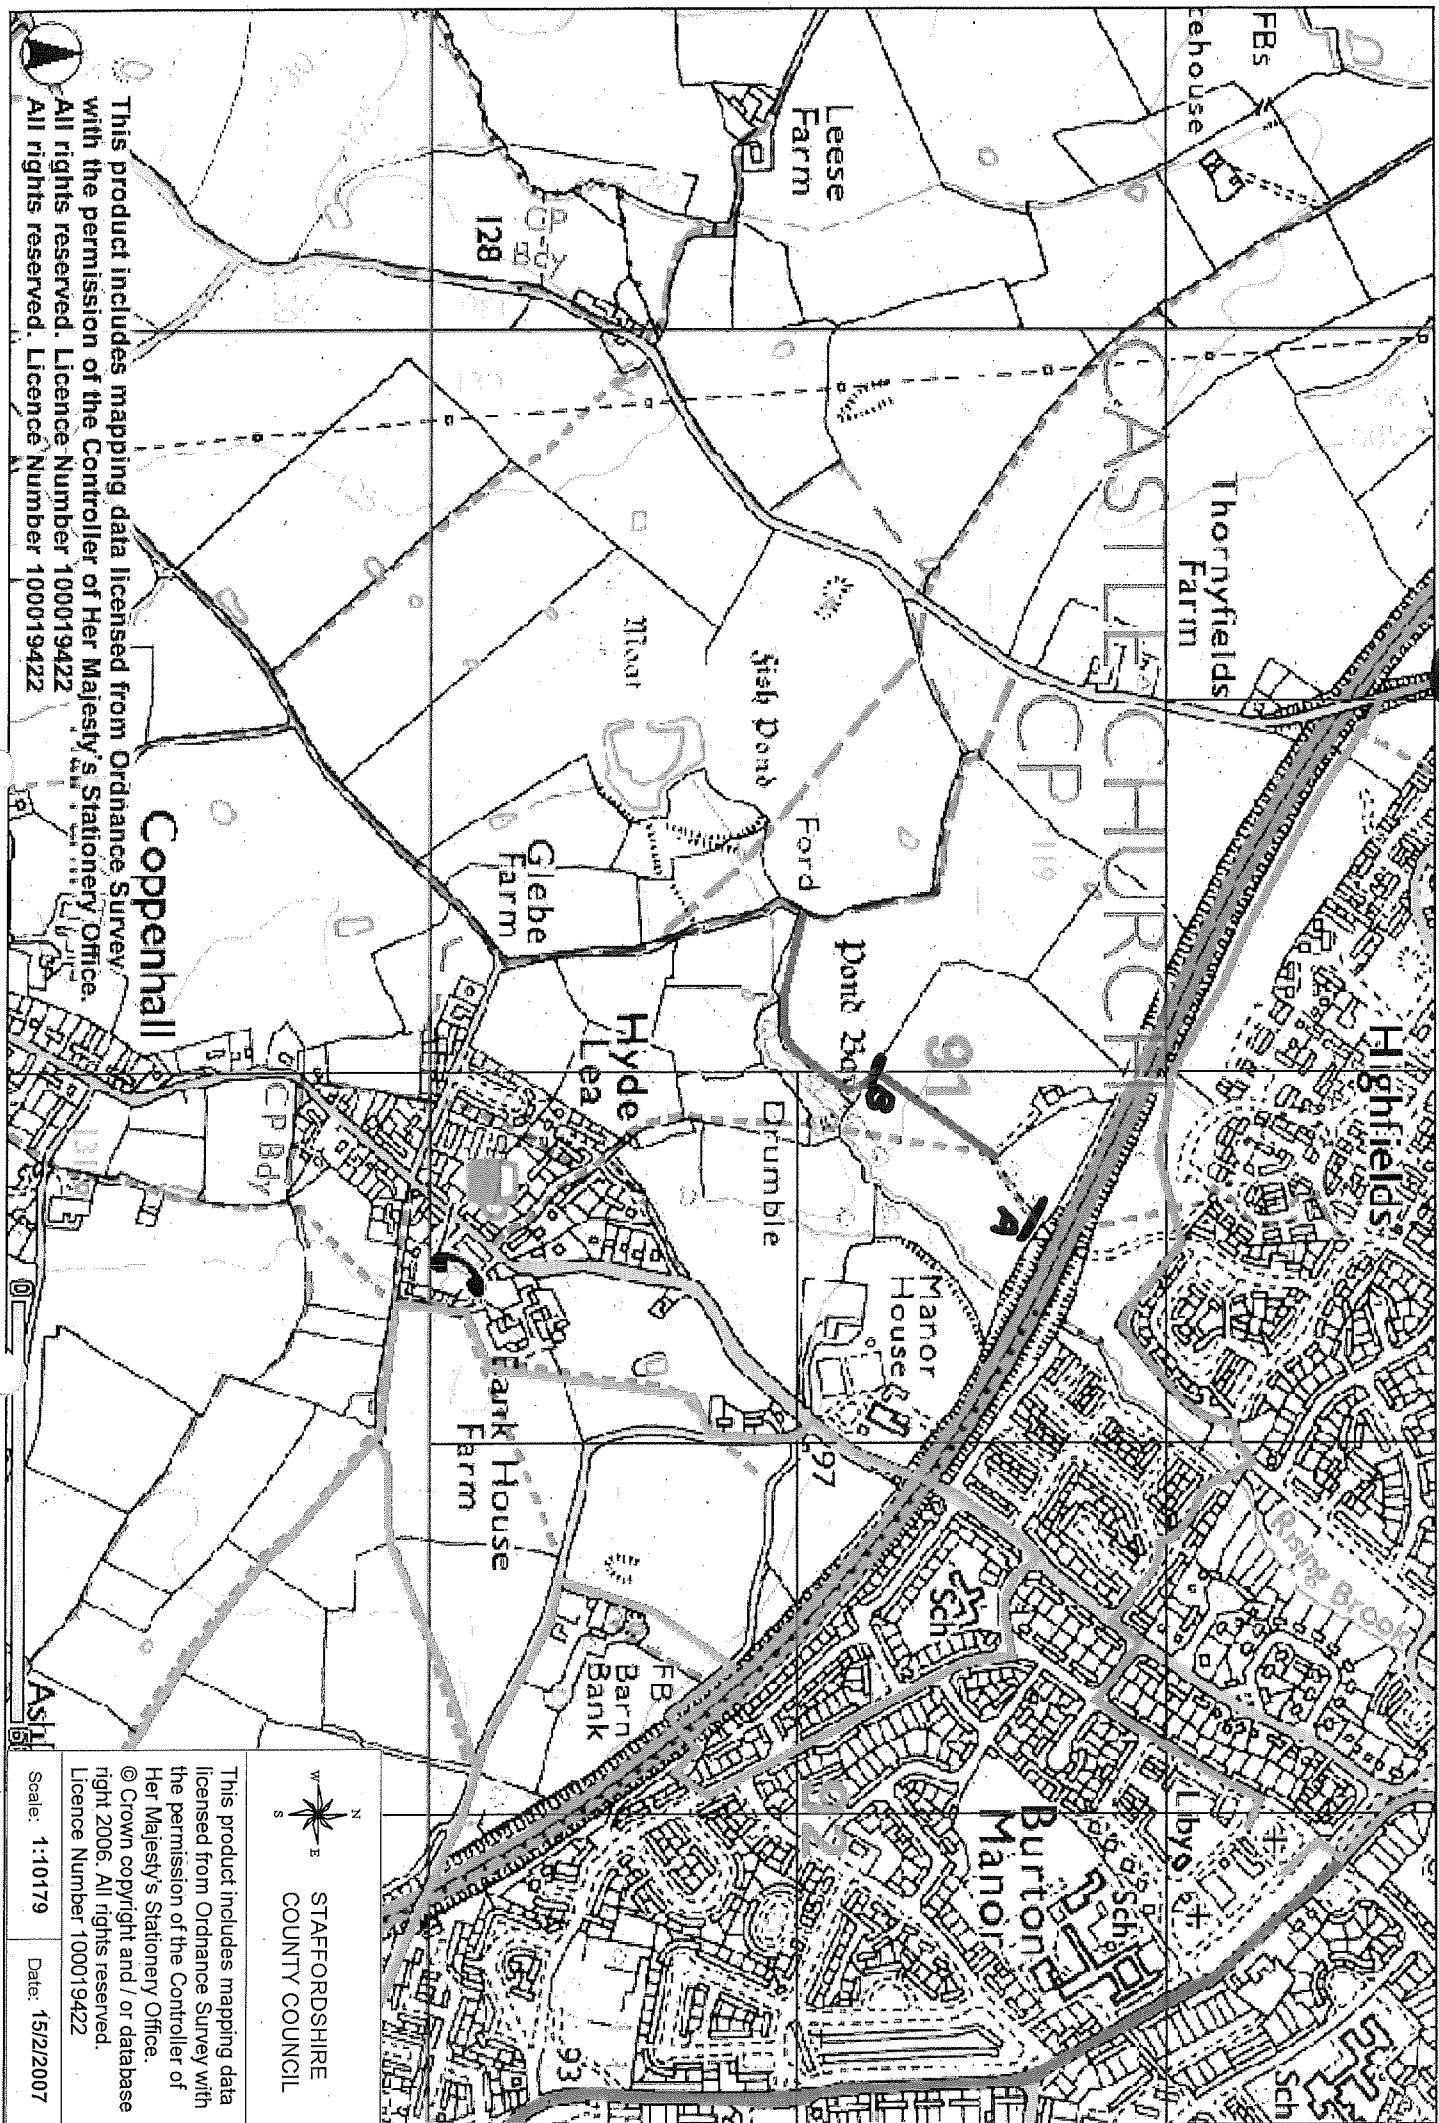 FBs
Leese
Farm
128
CP Bdy
CASTLE CHURCH
CP
Thornyfields
Farm
Highfields
Moat
Fish Pond
Ford
119
91
B
A
Glebe
Farm
Hyde
Lea
Drumble
Manor
House
97
Coppenhall
CP Bdy
Bank House
Farm
Barn
Bank
FB
Sch
Rising Brook
Burton
Manor
Liby
Sch
Sch
92
93
This product includes mapping data licensed from Ordnance Survey
with the permission of the Controller of Her Majesty's Stationery Office.
All rights reserved. Licence Number 100019422
All rights reserved. Licence Number 100019422
N
W
E
S
STAFFORDSHIRE
COUNTY COUNCIL
This product includes mapping data
licensed from Ordnance Survey with
the permission of the Controller of
Her Majesty's Stationery Office.
© Crown copyright and / or database
right 2006. All rights reserved.
Licence Number 100019422
Scale: 1:10179
Date: 15/2/2007